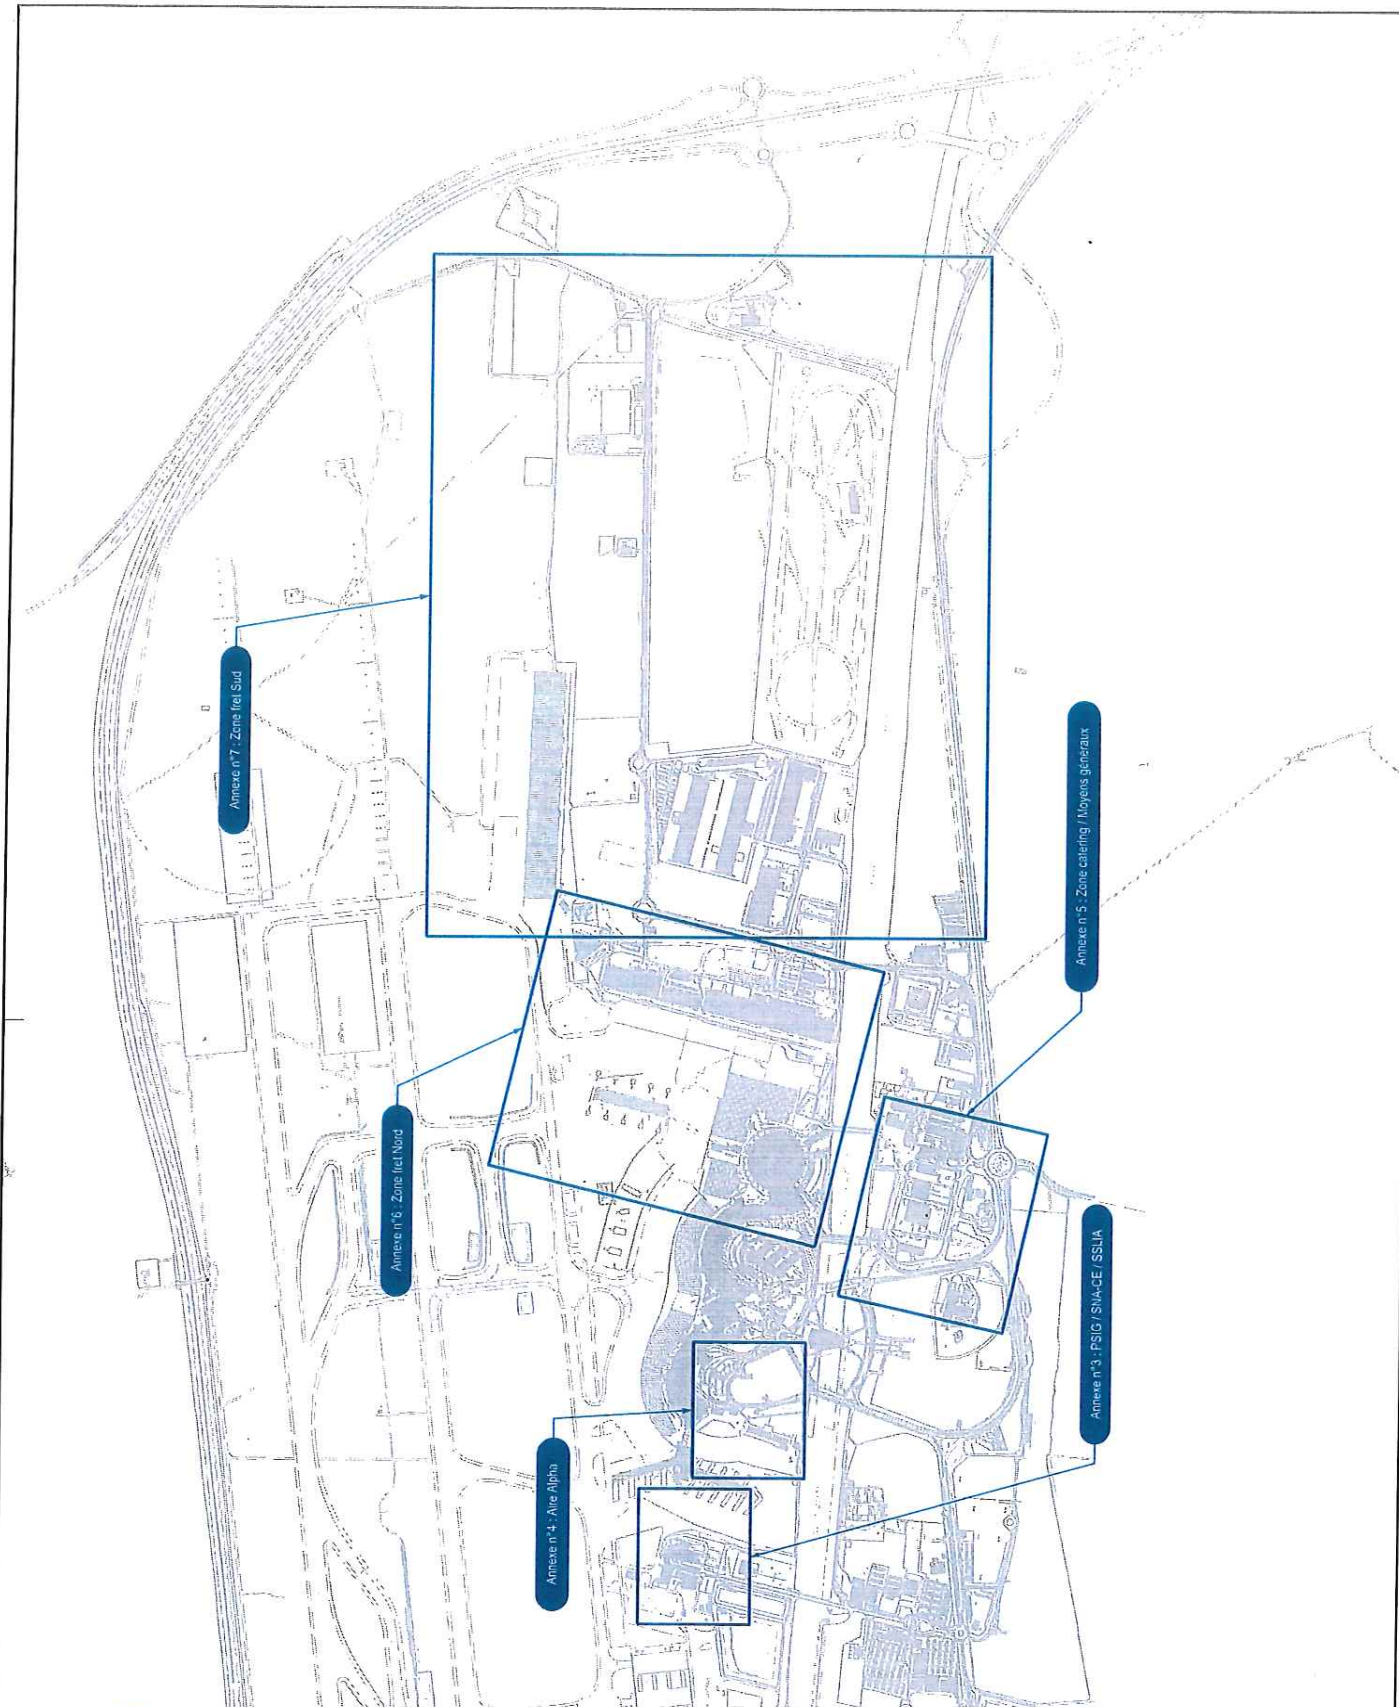 Annexe n°7 : Zone fret Sud
Annexe n°5 : Zone catering / Moyens généraux
Annexe n°6 : Zone fret Nord
Annexe n°3 : PSIG / SNA-CE / SSLIA
Annexe n°4 : Aire Alpha